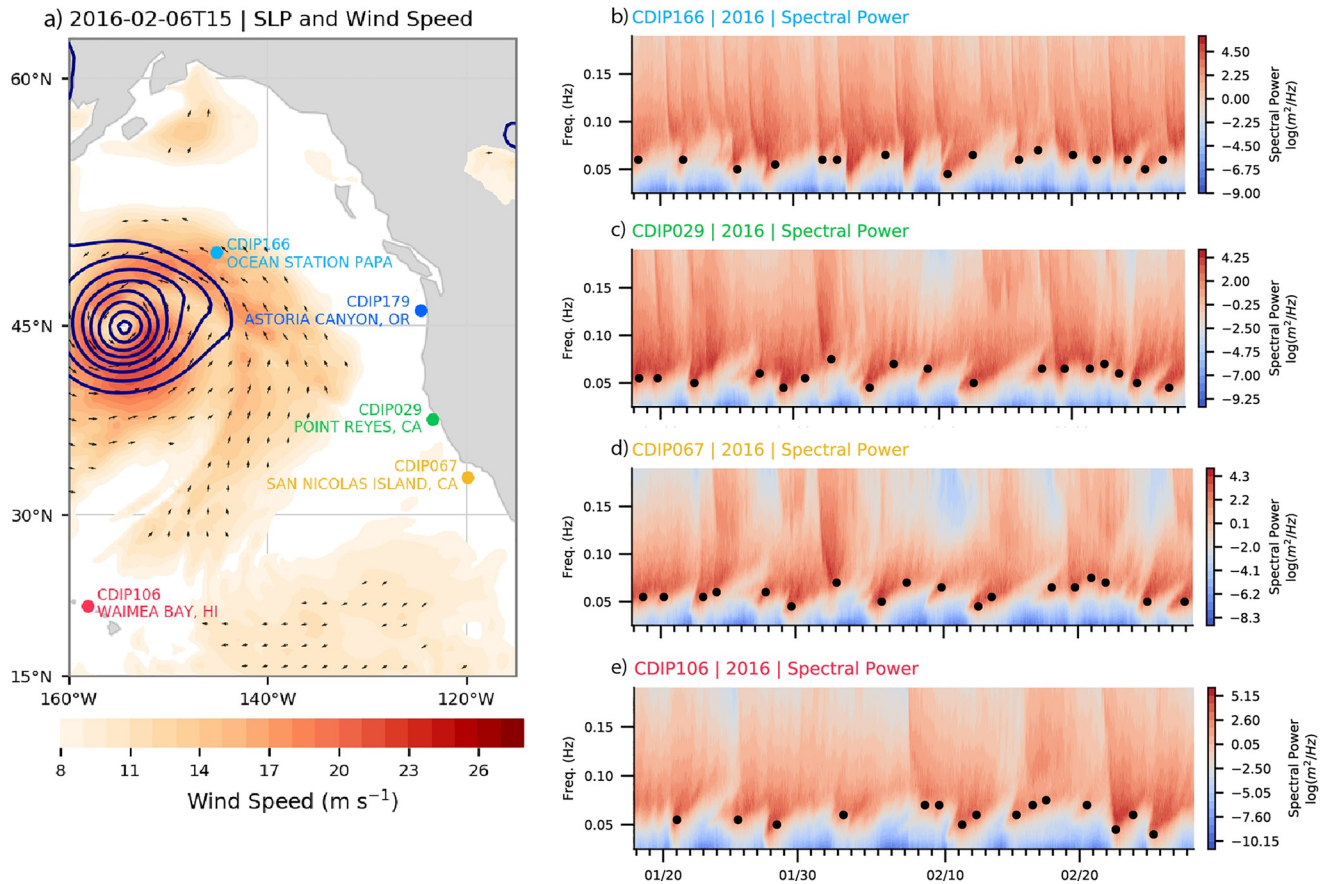 a) 2016-02-06T15 | SLP and Wind Speed
60°N
45°N
30°N
15°N
160°W
140°W
120°W
CDIP166
OCEAN STATION PAPA
CDIP179
ASTORIA CANYON, OR
CDIP029
POINT REYES, CA
CDIP067
SAN NICOLAS ISLAND, CA
CDIP106
WAIMEA BAY, HI
8 11 14 17 20 23 26
Wind Speed (m s⁻¹)
b) CDIP166 | 2016 | Spectral Power
Freq. (Hz)
0.15
0.10
0.05
4.50
2.25
0.00
−2.25
−4.50
−6.75
−9.00
Spectral Power
log(m²/Hz)
c) CDIP029 | 2016 | Spectral Power
Freq. (Hz)
0.15
0.10
0.05
4.25
2.00
−0.25
−2.50
−4.75
−7.00
−9.25
Spectral Power
log(m²/Hz)
d) CDIP067 | 2016 | Spectral Power
Freq. (Hz)
0.15
0.10
0.05
4.3
2.2
0.1
−2.0
−4.1
−6.2
−8.3
Spectral Power
log(m²/Hz)
e) CDIP106 | 2016 | Spectral Power
Freq. (Hz)
0.15
0.10
0.05
01/20 01/30 02/10 02/20
5.15
2.60
0.05
−2.50
−5.05
−7.60
−10.15
Spectral Power
log(m²/Hz)